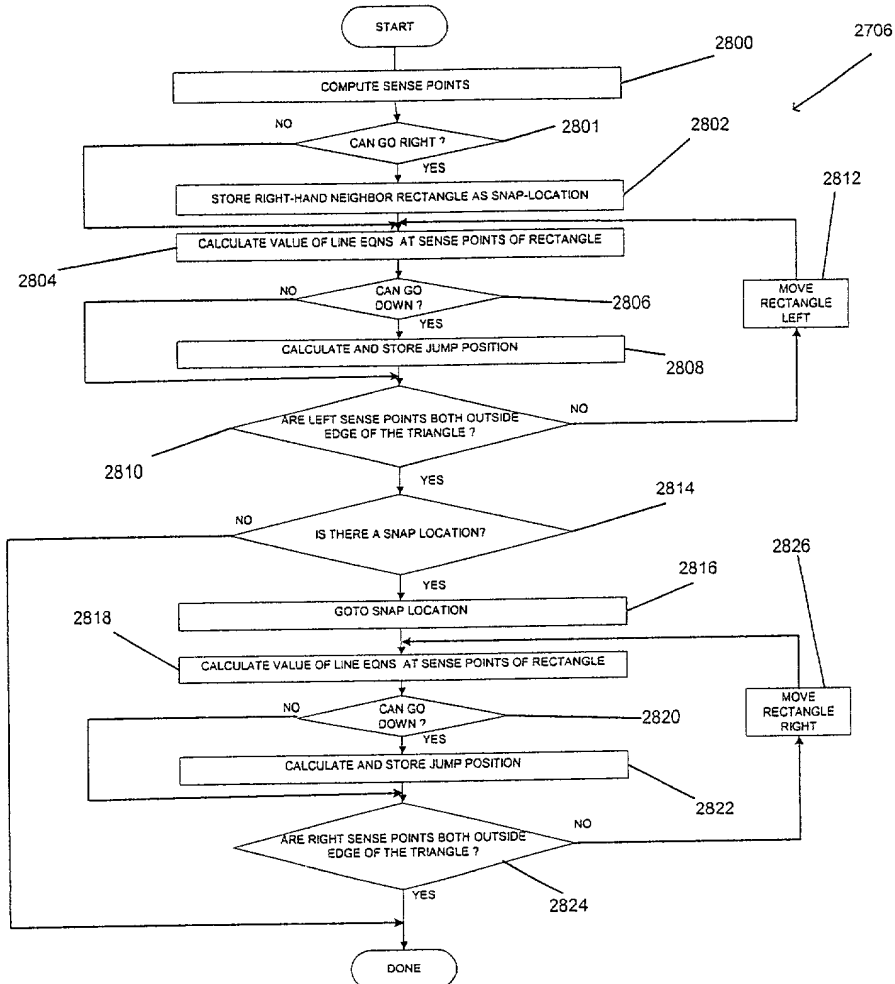 START
2706
2800
COMPUTE SENSE POINTS
NO
CAN GO RIGHT ?
2801
YES
2802
STORE RIGHT-HAND NEIGHBOR RECTANGLE AS SNAP-LOCATION
2812
CALCULATE VALUE OF LINE EQNS AT SENSE POINTS OF RECTANGLE
2804
NO
CAN GO
DOWN ?
2806
MOVE
RECTANGLE
LEFT
YES
CALCULATE AND STORE JUMP POSITION
2808
ARE LEFT SENSE POINTS BOTH OUTSIDE
EDGE OF THE TRIANGLE ?
NO
2810
YES
2814
NO
IS THERE A SNAP LOCATION?
2826
YES
2816
GOTO SNAP LOCATION
2818
CALCULATE VALUE OF LINE EQNS AT SENSE POINTS OF RECTANGLE
NO
CAN GO
DOWN ?
2820
MOVE
RECTANGLE
RIGHT
YES
CALCULATE AND STORE JUMP POSITION
2822
NO
ARE RIGHT SENSE POINTS BOTH OUTSIDE
EDGE OF THE TRIANGLE ?
YES
2824
DONE